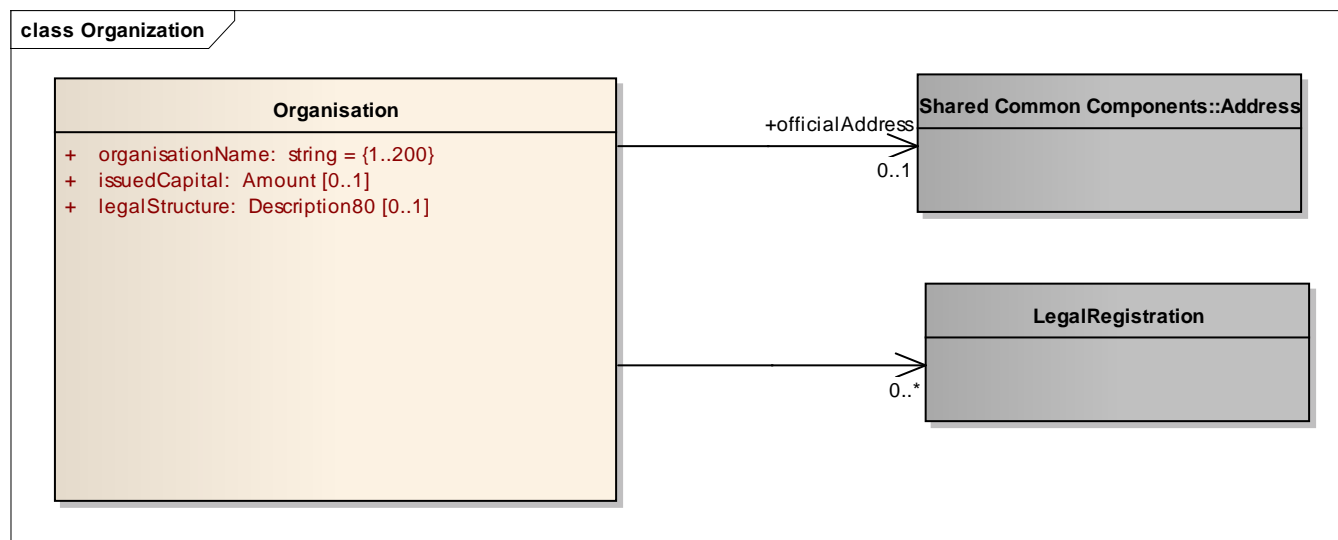 class Organization
Organisation
+ organisationName: string = {1..200}
+ issuedCapital: Amount [0..1]
+ legalStructure: Description80 [0..1]
+officialAddress
0..1
Shared Common Components::Address
0..*
LegalRegistration